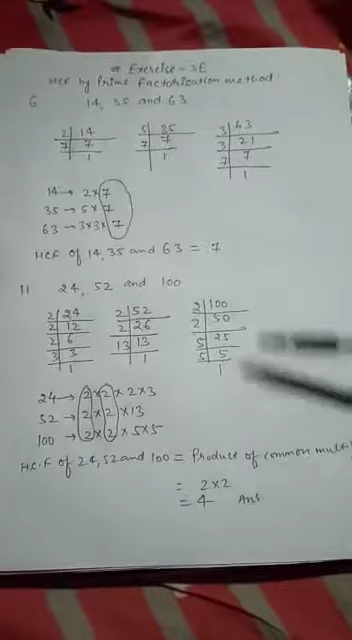 Exercise - 3E
HCF by Prime Factorisation method
6 14, 35 and 63
2 | 14
7 | 7
1
5 | 35
7 | 7
1
3 | 63
3 | 21
7 | 7
1
14 → 2×7
35 → 5×7
63 → 3×3×7
HCF of 14, 35 and 63 = 7
11 24, 52 and 100
2 | 24
2 | 12
2 | 6
3 | 3
1
2 | 52
2 | 26
13 | 13
1
2 | 100
2 | 50
5 | 25
5 | 5
1
24 → 2×2×2×3
52 → 2×2×13
100 → 2×2×5×5
H.C.F of 24, 52 and 100 = Product of common
= 2×2
= 4 Ans